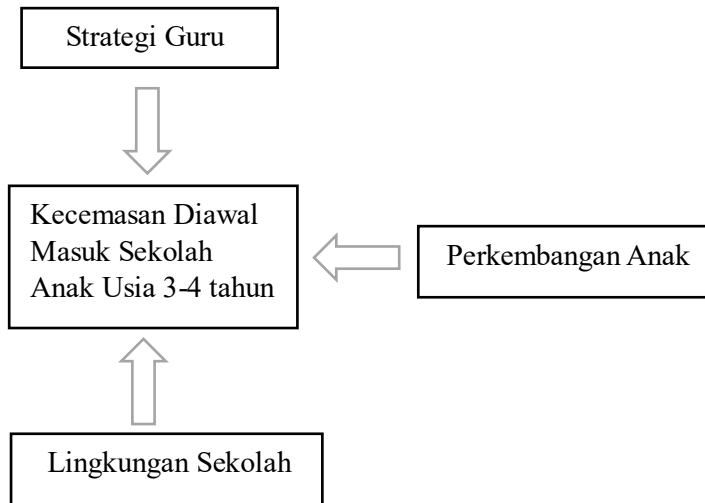 Strategi Guru
Kecemasan Diawal
Masuk Sekolah
Anak Usia 3-4 tahun
Perkembangan Anak
Lingkungan Sekolah